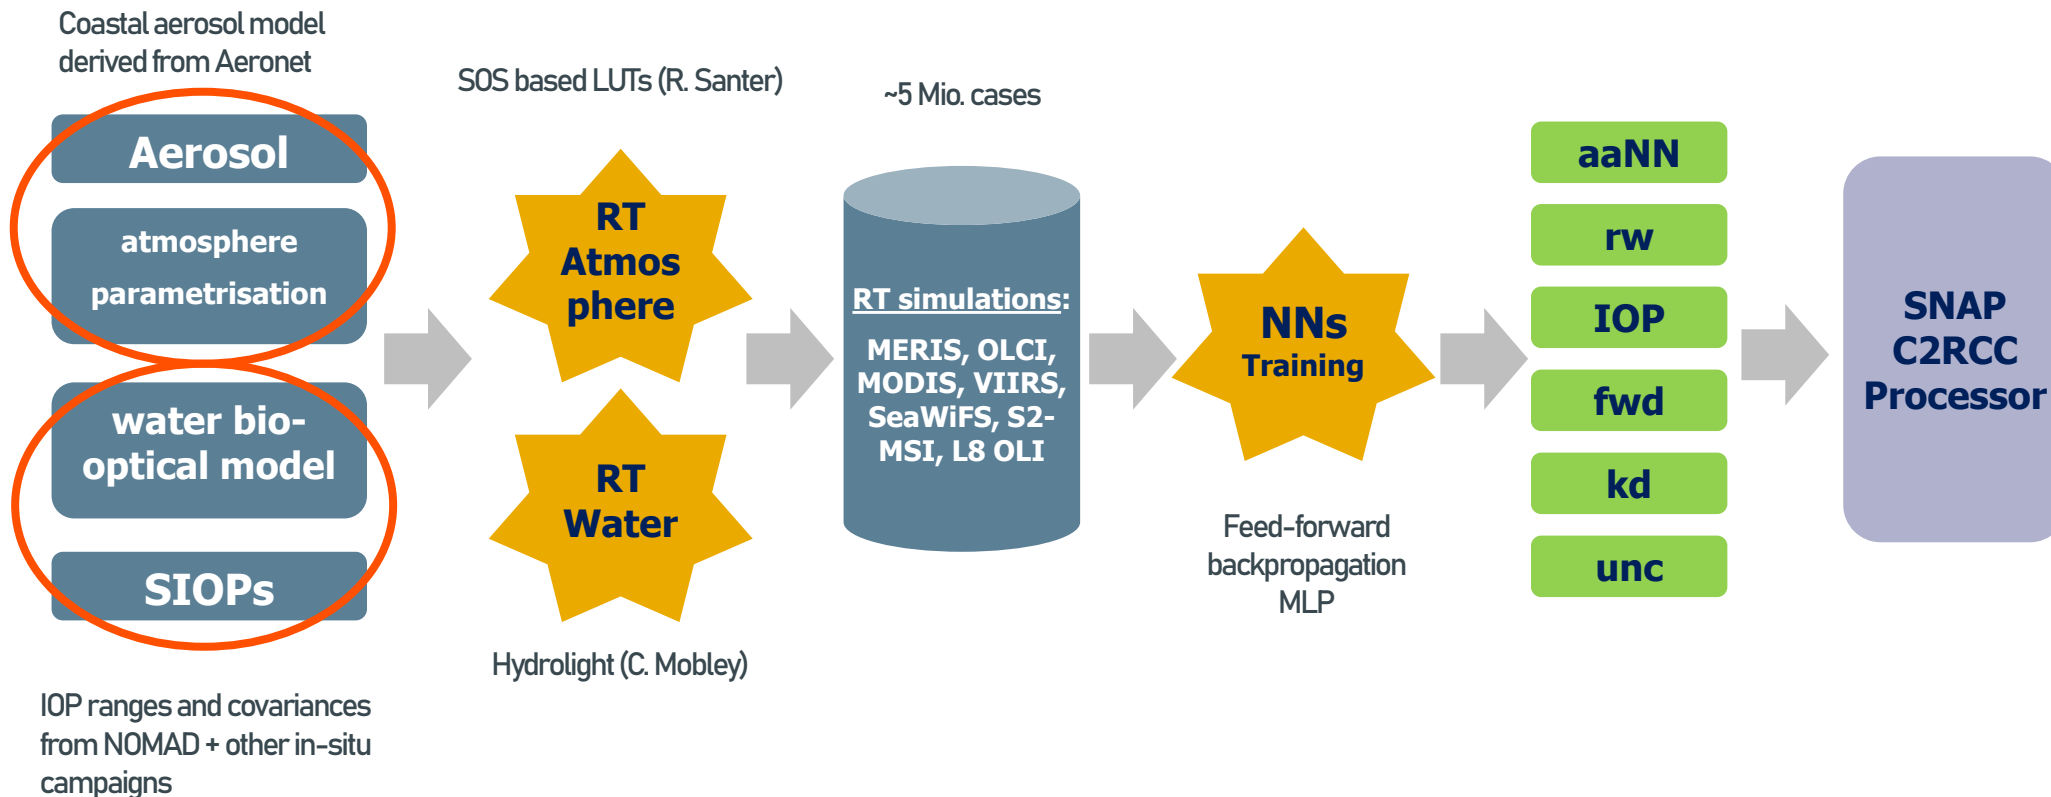 Coastal aerosol model
derived from Aeronet
Aerosol
atmosphere
parametrisation
water bio-
optical model
SIOPs
IOP ranges and covariances
from NOMAD + other in-situ
campaigns
SOS based LUTs (R. Santer)
RT
Atmos
phere
RT
Water
Hydrolight (C. Mobley)
~5 Mio. cases
RT simulations:
MERIS, OLCI,
MODIS, VIIRS,
SeaWiFS, S2-
MSI, L8 OLI
NNs
Training
Feed-forward
backpropagation
MLP
aaNN
rw
IOP
fwd
kd
unc
SNAP
C2RCC
Processor